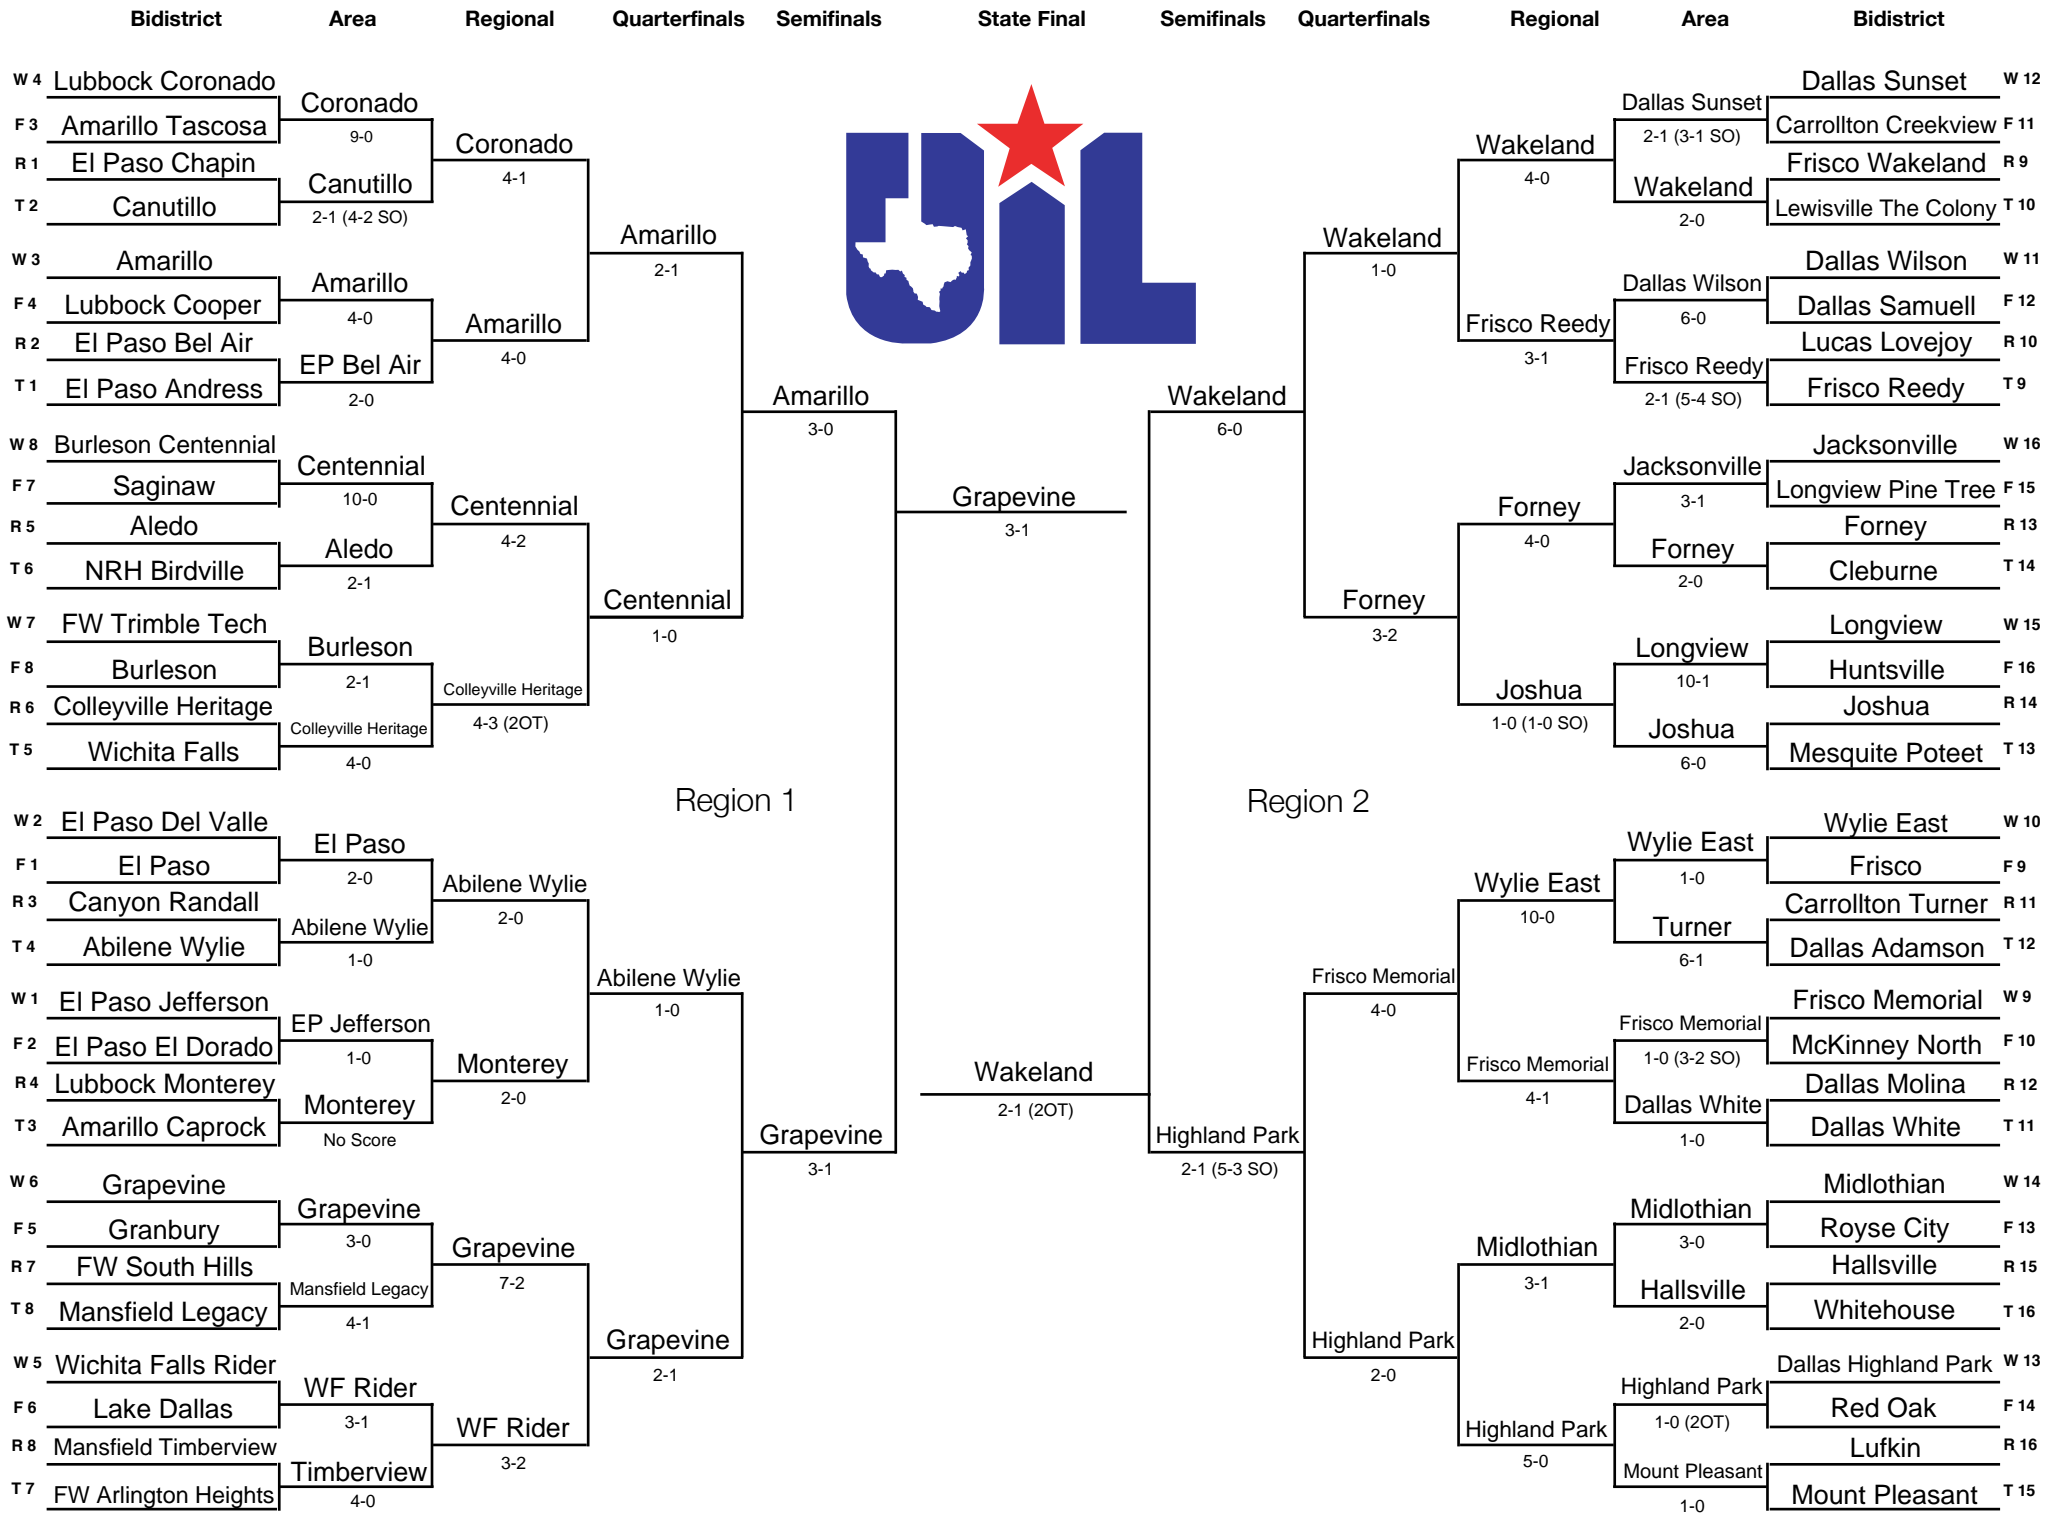 Bidistrict Area Regional Quarterfinals Semifinals State Final Semifinals Quarterfinals Regional Area Bidistrict
W 4 Lubbock Coronado
Coronado
F 3 Amarillo Tascosa
9-0
Coronado
R 1 El Paso Chapin
4-1
Canutillo
T 2 Canutillo
2-1 (4-2 SO)
Amarillo
W 3 Amarillo
2-1
Amarillo
F 4 Lubbock Cooper
4-0
Amarillo
R 2 El Paso Bel Air
4-0
EP Bel Air
T 1 El Paso Andress
2-0
Amarillo
3-0
W 8 Burleson Centennial
Centennial
F 7 Saginaw
10-0
Centennial
R 5 Aledo
4-2
Aledo
T 6 NRH Birdville
2-1
Centennial
W 7 FW Trimble Tech
1-0
Burleson
F 8 Burleson
2-1
Colleyville Heritage
R 6 Colleyville Heritage
4-3 (2OT)
Colleyville Heritage
T 5 Wichita Falls
4-0
Region 1
W 2 El Paso Del Valle
El Paso
F 1 El Paso
2-0
Abilene Wylie
R 3 Canyon Randall
2-0
Abilene Wylie
T 4 Abilene Wylie
1-0
Abilene Wylie
W 1 El Paso Jefferson
1-0
EP Jefferson
F 2 El Paso El Dorado
1-0
Monterey
R 4 Lubbock Monterey
2-0
Monterey
T 3 Amarillo Caprock
No Score
Grapevine
3-1
W 6 Grapevine
Grapevine
F 5 Granbury
3-0
Grapevine
R 7 FW South Hills
7-2
Mansfield Legacy
T 8 Mansfield Legacy
4-1
Grapevine
W 5 Wichita Falls Rider
2-1
WF Rider
F 6 Lake Dallas
3-1
WF Rider
R 8 Mansfield Timberview
3-2
Timberview
T 7 FW Arlington Heights
4-0
UIL
Grapevine
3-1
Wakeland
2-1 (2OT)
Dallas Sunset W 12
Dallas Sunset
Carrollton Creekview F 11
2-1 (3-1 SO)
Wakeland
Frisco Wakeland R 9
4-0
Wakeland
Lewisville The Colony T 10
2-0
Wakeland
Dallas Wilson W 11
1-0
Dallas Wilson
Dallas Samuell F 12
6-0
Frisco Reedy
Lucas Lovejoy R 10
3-1
Frisco Reedy
Frisco Reedy T 9
2-1 (5-4 SO)
Wakeland
6-0
Jacksonville W 16
Jacksonville
Longview Pine Tree F 15
3-1
Forney
Forney R 13
4-0
Forney
Cleburne T 14
2-0
Forney
Longview W 15
3-2
Longview
Huntsville F 16
10-1
Joshua
Joshua R 14
1-0 (1-0 SO)
Joshua
Mesquite Poteet T 13
6-0
Region 2
Wylie East W 10
Wylie East
Frisco F 9
1-0
Wylie East
Carrollton Turner R 11
10-0
Turner
Dallas Adamson T 12
6-1
Frisco Memorial
Frisco Memorial W 9
4-0
Frisco Memorial
McKinney North F 10
1-0 (3-2 SO)
Frisco Memorial
Dallas Molina R 12
4-1
Dallas White
Dallas White T 11
1-0
Highland Park
2-1 (5-3 SO)
Midlothian W 14
Midlothian
Royse City F 13
3-0
Midlothian
Hallsville R 15
3-1
Hallsville
Whitehouse T 16
2-0
Highland Park
Dallas Highland Park W 13
2-0
Highland Park
Red Oak F 14
1-0 (2OT)
Highland Park
Lufkin R 16
5-0
Mount Pleasant
Mount Pleasant T 15
1-0